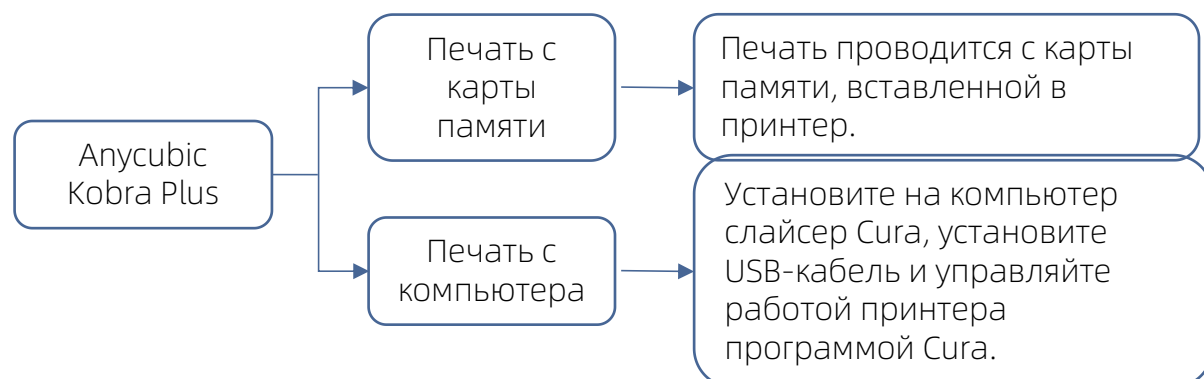 Anycubic
Kobra Plus
Печать с
карты
памяти
Печать проводится с карты
памяти, вставленной в
принтер.
Печать с
компьютера
Установите на компьютер
слайсер Cura, установите
USB-кабель и управляйте
работой принтера
программой Cura.